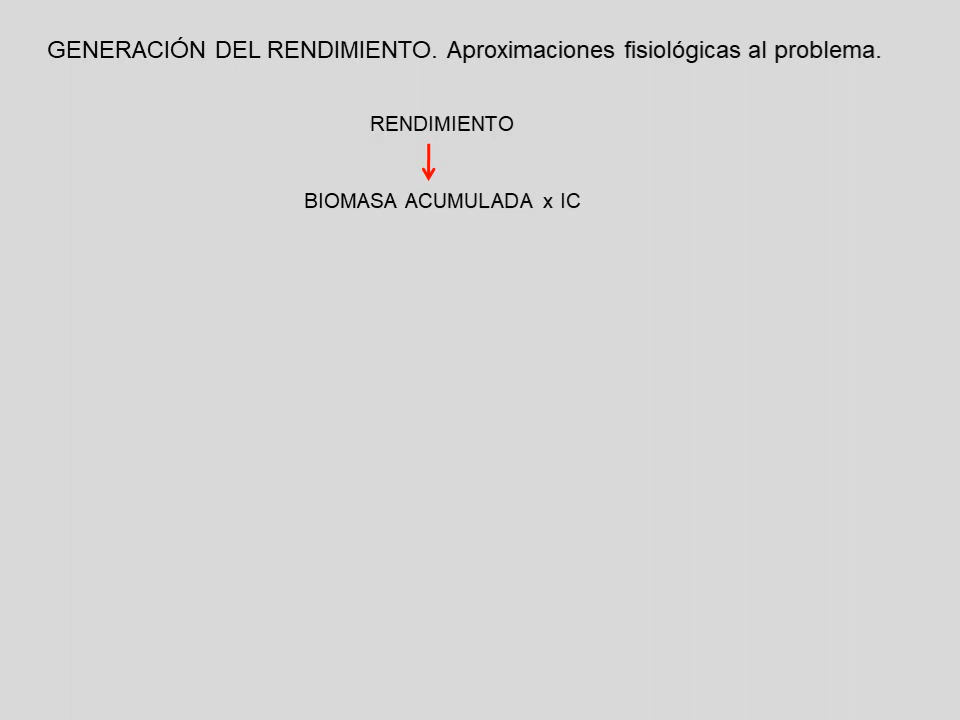 GENERACIÓN DEL RENDIMIENTO. Aproximaciones fisiológicas al problema.
RENDIMIENTO
BIOMASA ACUMULADA x IC